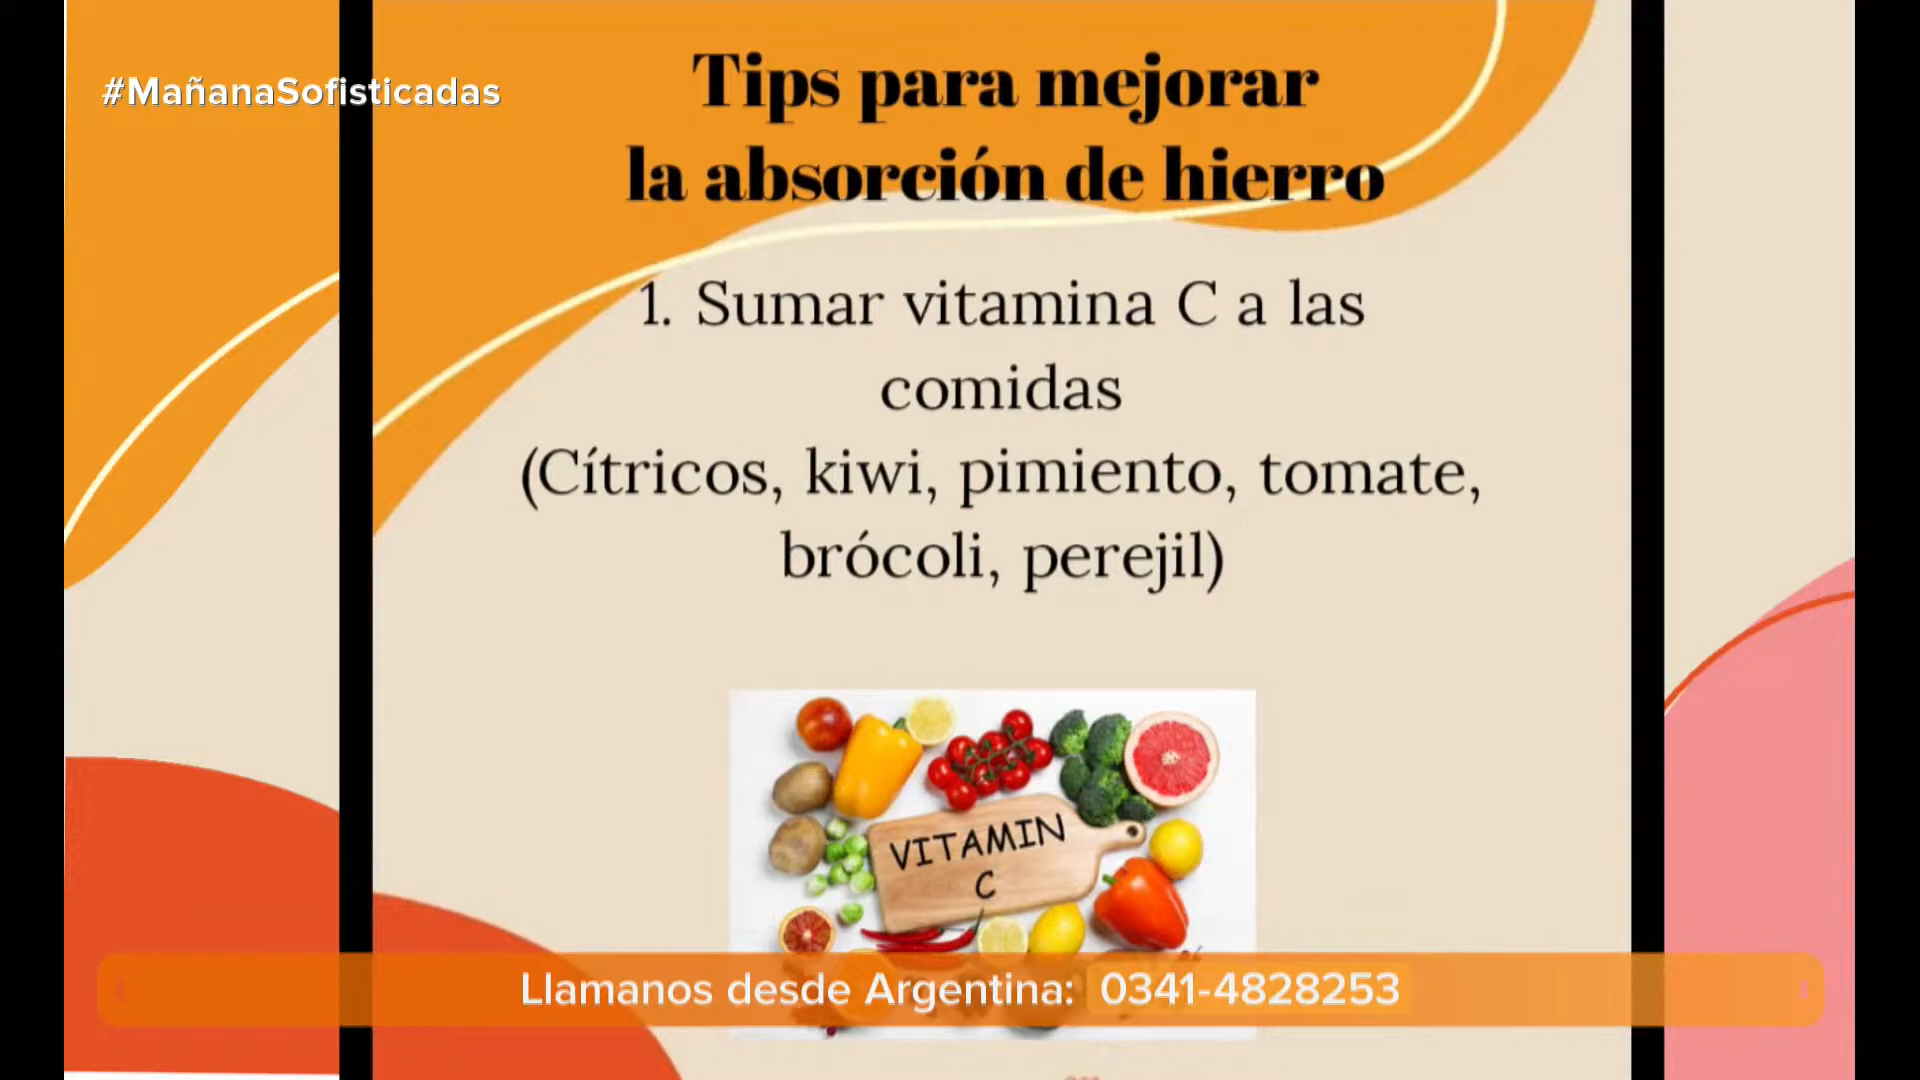 #MañanaSofisticadas
Tips para mejorar
la absorción de hierro
1. Sumar vitamina C a las
comidas
(Cítricos, kiwi, pimiento, tomate,
brócoli, perejil)
VITAMIN
C
Llamanos desde Argentina: 0341-4828253